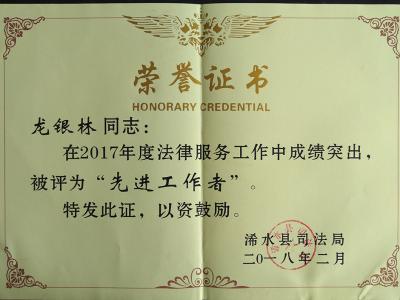 荣誉证书
HONORARY CREDENTIAL
龙银林同志：
在2017年度法律服务工作中成绩突出，
被评为“先进工作者”。
特发此证，以资鼓励。
浠水县司法局
二〇一八年二月